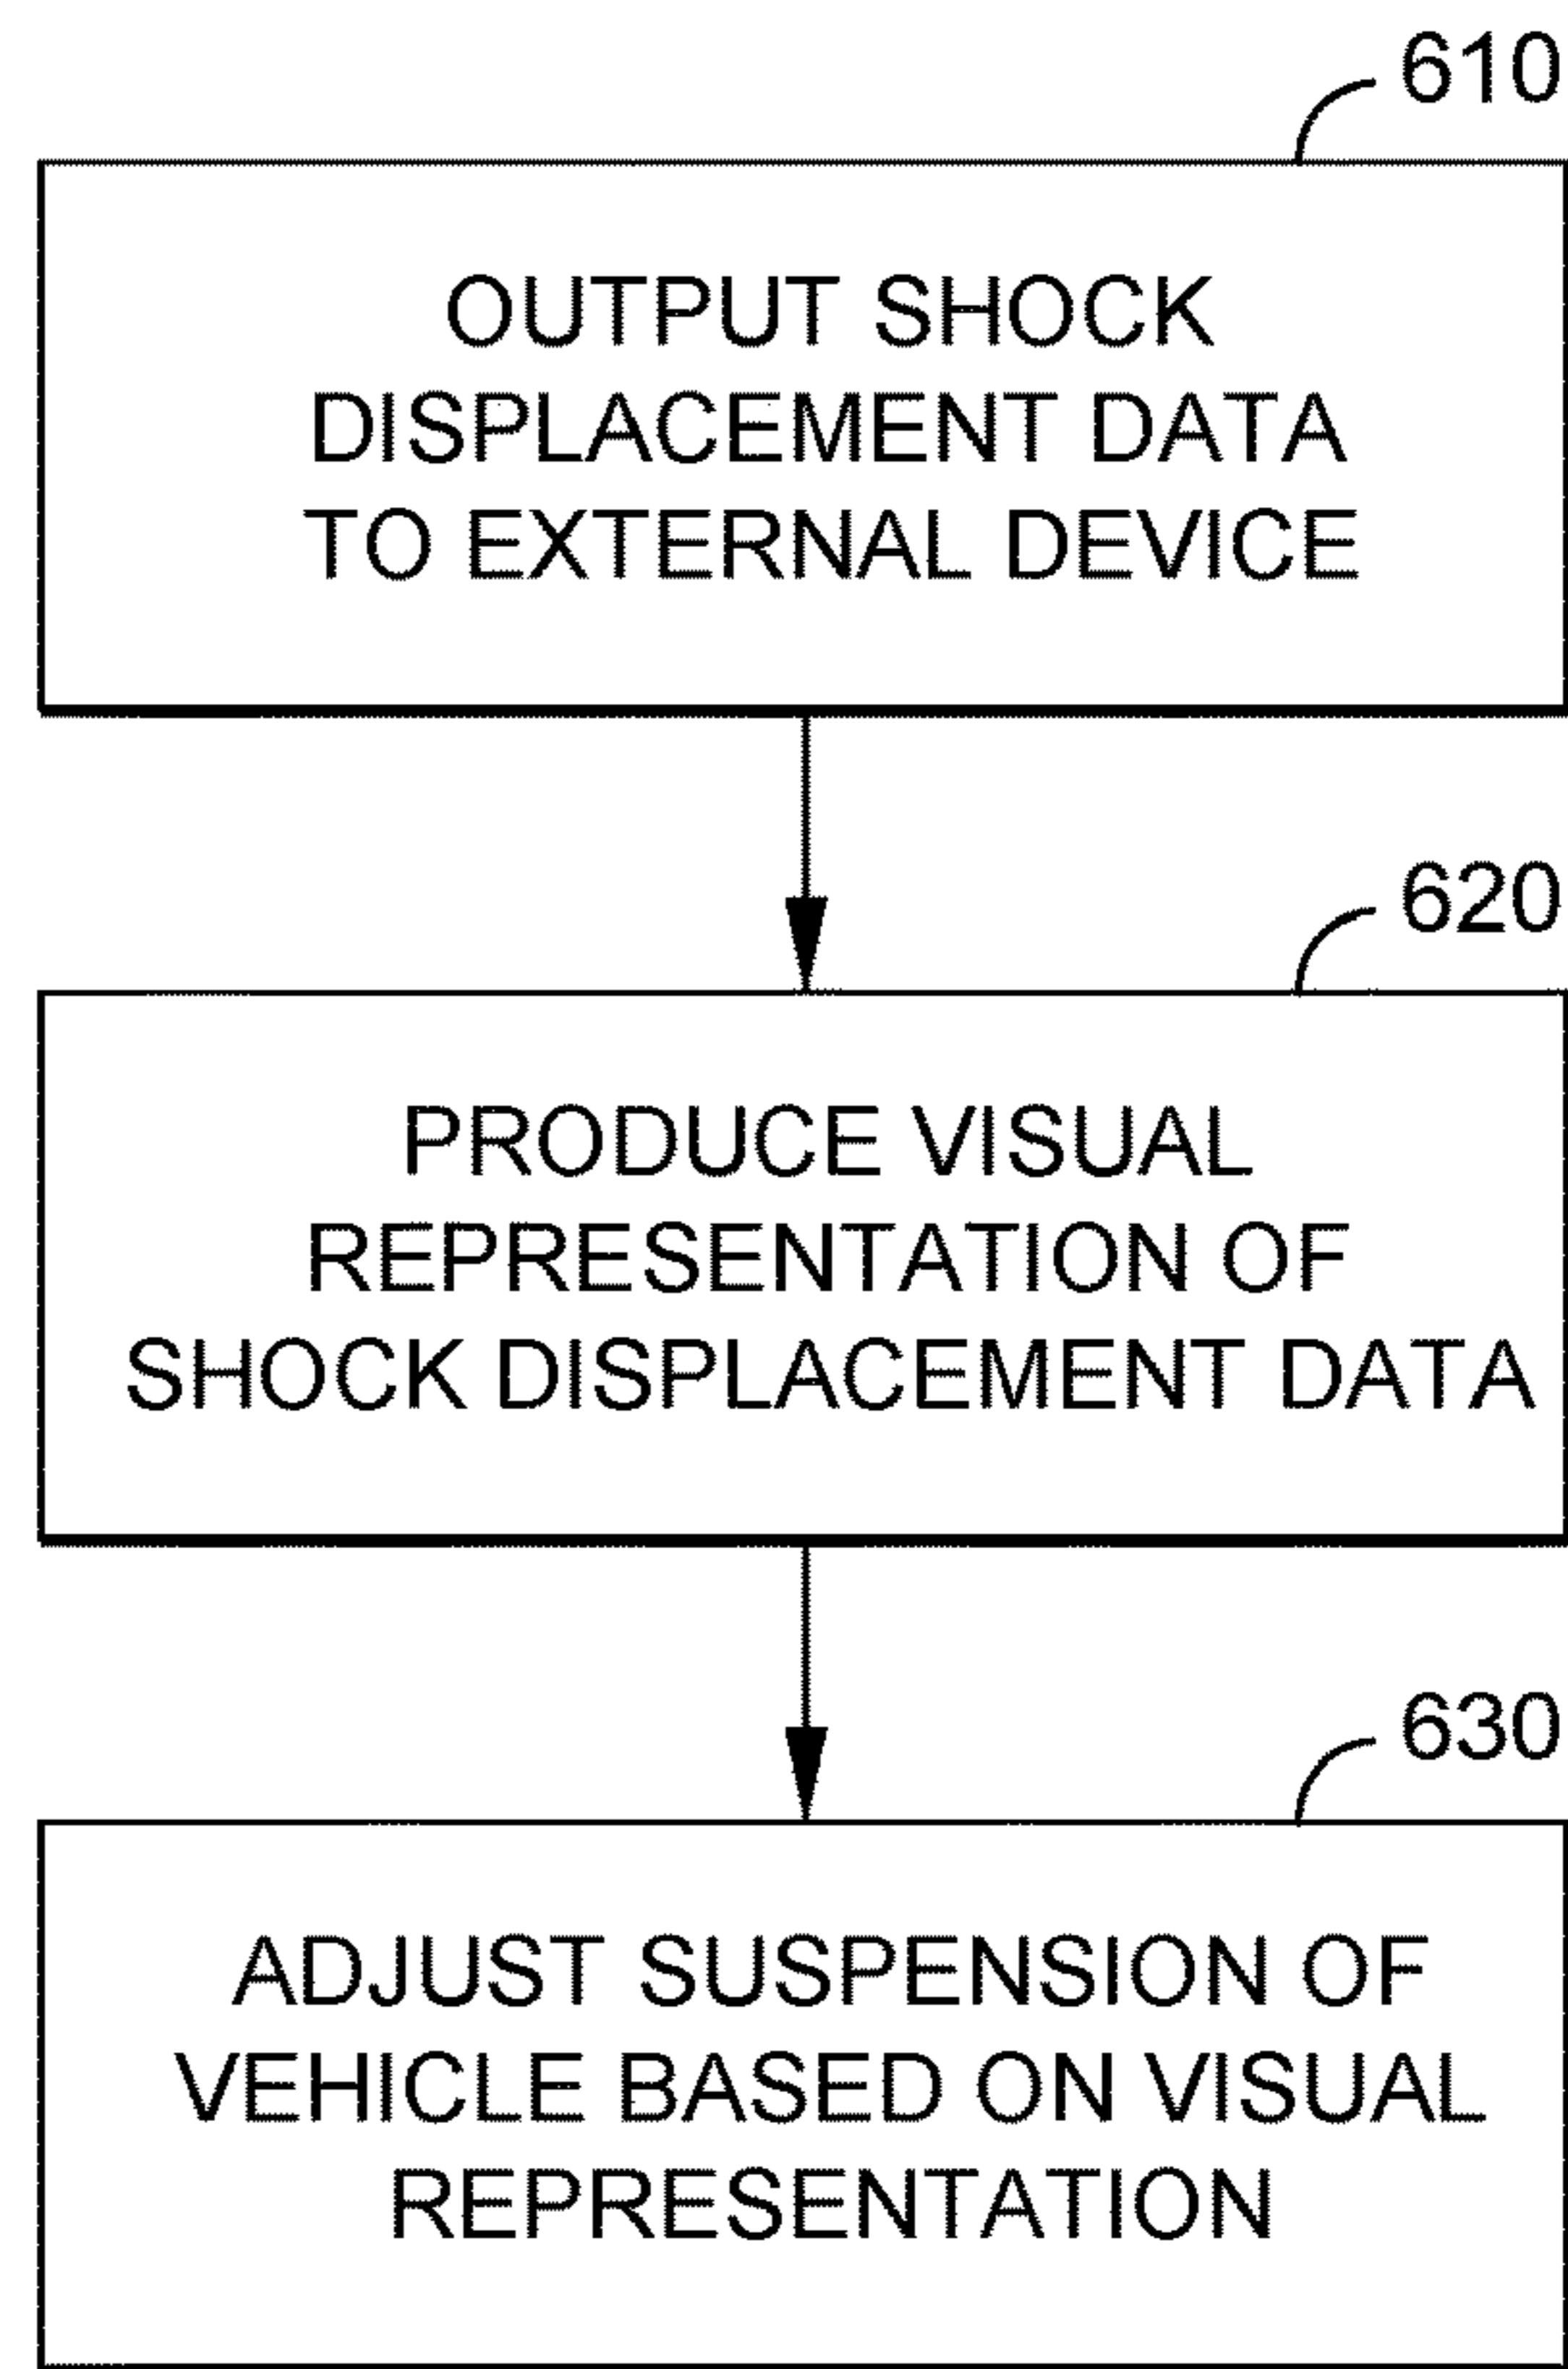 610
OUTPUT SHOCK
DISPLACEMENT DATA
TO EXTERNAL DEVICE
620
PRODUCE VISUAL
REPRESENTATION OF
SHOCK DISPLACEMENT DATA
630
ADJUST SUSPENSION OF
VEHICLE BASED ON VISUAL
REPRESENTATION